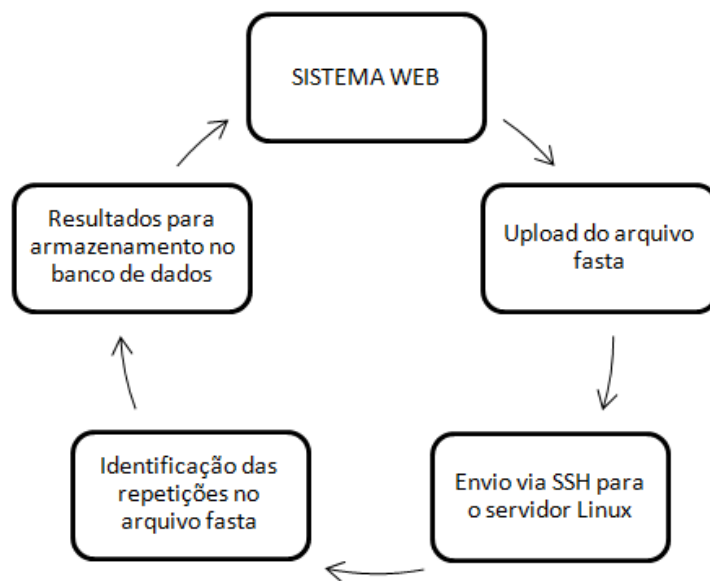 SISTEMA WEB
Upload do arquivo
fasta
Envio via SSH para
o servidor Linux
Identificação das
repetições no
arquivo fasta
Resultados para
armazenamento no
banco de dados